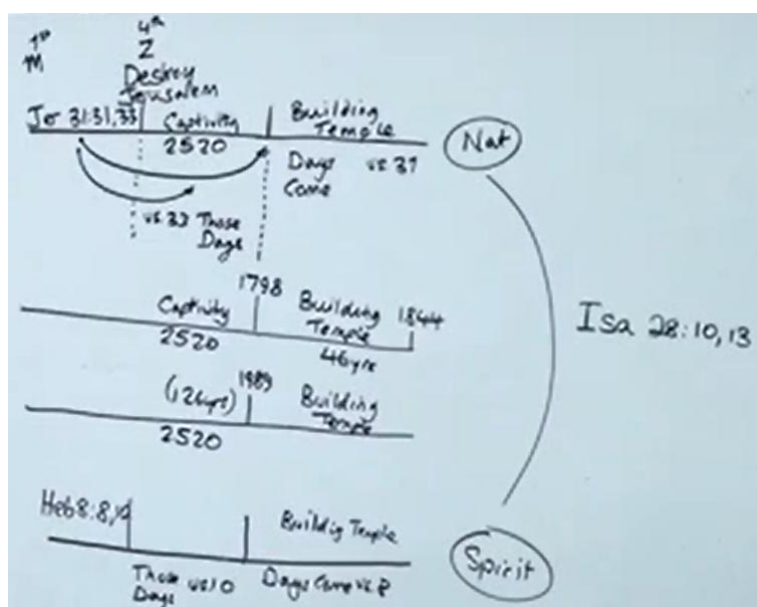 1st
M
4th
Z
Destroy
Jerusalem
Jer 31:31,33
Captivity
2520
Building
Temple
Nat
Days
Come
vs 31
vs 33 Those
Days
1798
Captivity
2520
Building
Temple
46yrs
1844
Isa 28:10,13
1989
(126yrs)
2520
Building
Temple
Heb 8:8,10
Building Temple
Those vs 10
Days
Days Come vs 8
Spirit